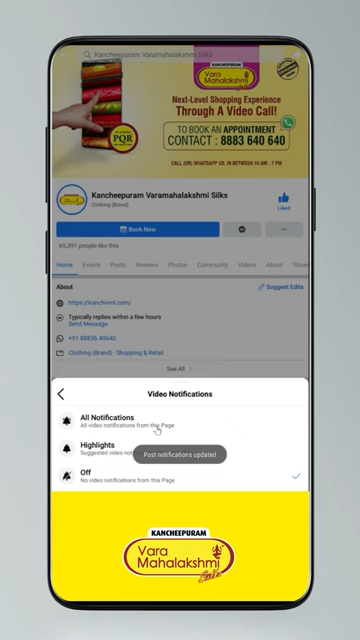 Kancheepuram Varamahalakshmi Silks
KANCHEEPURAM
Vara
Mahalakshmi
Silks
Next-Level Shopping Experience
Through A Video Call!
TO BOOK AN APPOINTMENT
CONTACT : 8883 640 640
CALL (OR) WHATSAPP US, IN BETWEEN 10 AM - 7 PM
PQR
Kancheepuram Varamahalakshmi Silks
Clothing (Brand)
Liked
Book Now
65,391 people like this
Home Events Posts Reviews Photos Community Videos About Stores
About
Suggest Edits
https://kanchivml.com/
Typically replies within a few hours
Send Message
+91 88836 40640
Clothing (Brand) · Shopping & Retail
See All
Video Notifications
All Notifications
All video notifications from this Page
Highlights
Suggested video not
Post notifications updated
Off
No video notifications from this Page
KANCHEEPURAM
Vara
Mahalakshmi
Silks